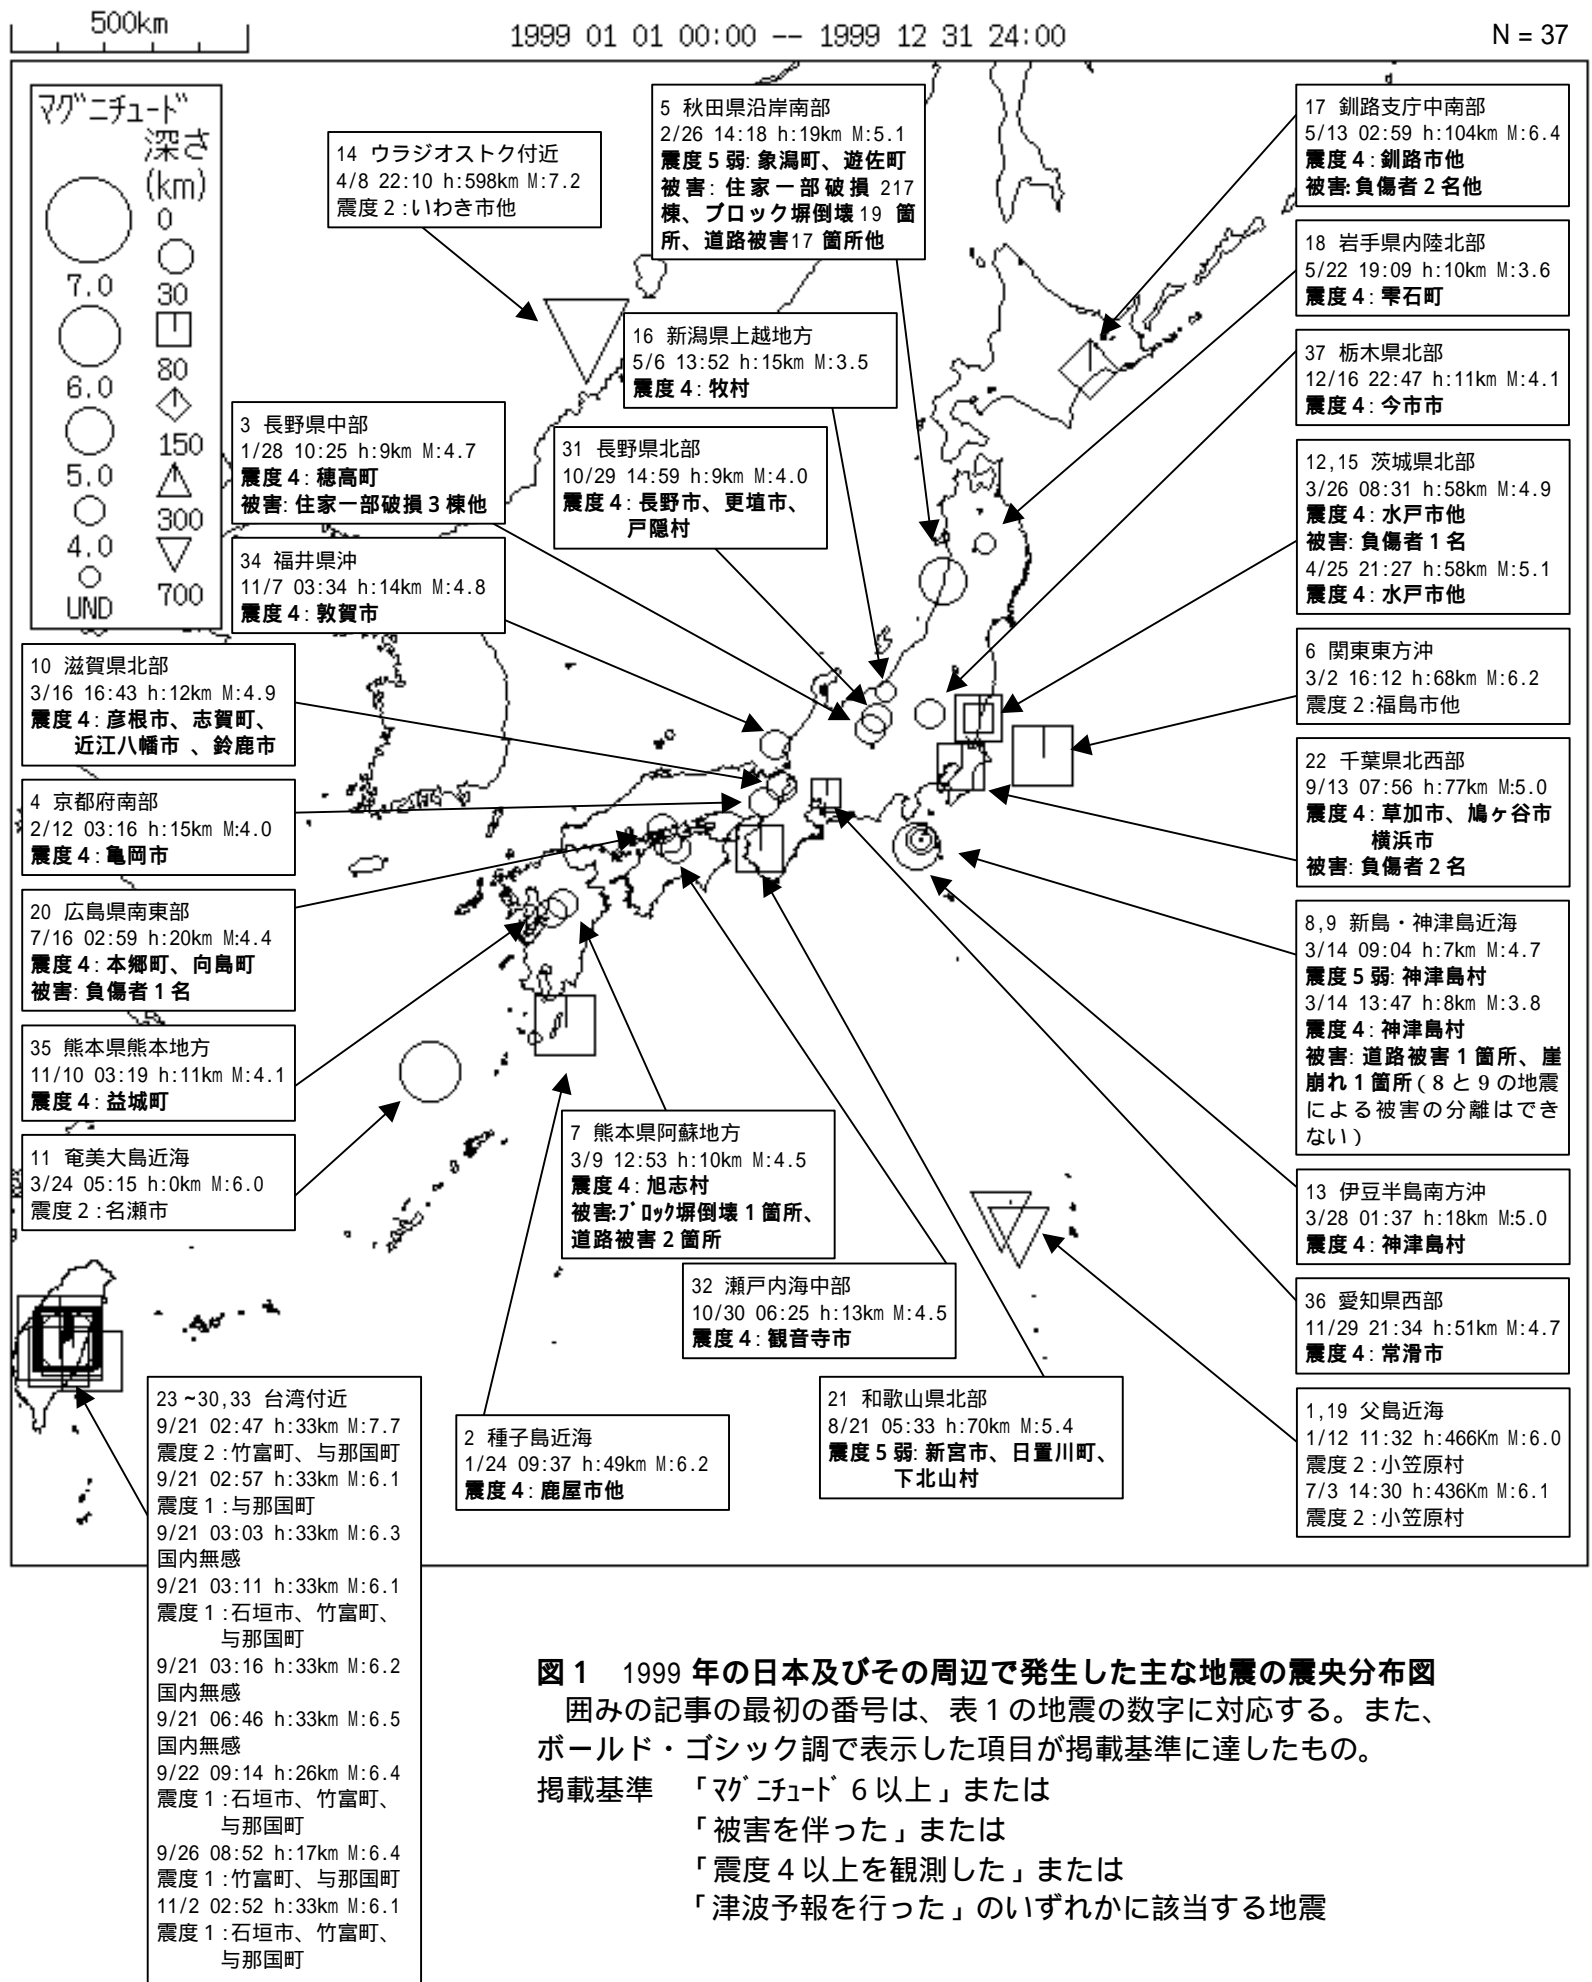 500km
1999 01 01 00:00 -- 1999 12 31 24:00
N = 37
マグニチュード
深さ
(km)
0
7.0
30
6.0
80
5.0
150
4.0
300
UND
700
14 ウラジオストク付近
4/8 22:10 h:598km M:7.2
震度2:いわき市他
5 秋田県沿岸南部
2/26 14:18 h:19km M:5.1
震度5弱:象潟町、遊佐町
被害:住家一部破損 217
棟、ブロック塀倒壊 19 箇
所、道路被害17 箇所他
17 釧路支庁中南部
5/13 02:59 h:104km M:6.4
震度4:釧路市他
被害:負傷者2名他
18 岩手県内陸北部
5/22 19:09 h:10km M:3.6
震度4:雫石町
16 新潟県上越地方
5/6 13:52 h:15km M:3.5
震度4:牧村
37 栃木県北部
12/16 22:47 h:11km M:4.1
震度4:今市市
3 長野県中部
1/28 10:25 h:9km M:4.7
震度4:穂高町
被害:住家一部破損3棟他
31 長野県北部
10/29 14:59 h:9km M:4.0
震度4:長野市、更埴市、
戸隠村
12,15 茨城県北部
3/26 08:31 h:58km M:4.9
震度4:水戸市他
被害:負傷者1名
4/25 21:27 h:58km M:5.1
震度4:水戸市他
34 福井県沖
11/7 03:34 h:14km M:4.8
震度4:敦賀市
10 滋賀県北部
3/16 16:43 h:12km M:4.9
震度4:彦根市、志賀町、
近江八幡市 、鈴鹿市
6 関東東方沖
3/2 16:12 h:68km M:6.2
震度2:福島市他
4 京都府南部
2/12 03:16 h:15km M:4.0
震度4:亀岡市
22 千葉県北西部
9/13 07:56 h:77km M:5.0
震度4:草加市、鳩ヶ谷市
横浜市
被害:負傷者2名
20 広島県南東部
7/16 02:59 h:20km M:4.4
震度4:本郷町、向島町
被害:負傷者1名
8,9 新島・神津島近海
3/14 09:04 h:7km M:4.7
震度5弱:神津島村
3/14 13:47 h:8km M:3.8
震度4:神津島村
被害:道路被害1箇所、崖
崩れ1箇所(8と9の地震
による被害の分離はでき
ない)
35 熊本県熊本地方
11/10 03:19 h:11km M:4.1
震度4:益城町
11 奄美大島近海
3/24 05:15 h:0km M:6.0
震度2:名瀬市
7 熊本県阿蘇地方
3/9 12:53 h:10km M:4.5
震度4:旭志村
被害:ブロック塀倒壊1箇所、
道路被害2箇所
13 伊豆半島南方沖
3/28 01:37 h:18km M:5.0
震度4:神津島村
32 瀬戸内海中部
10/30 06:25 h:13km M:4.5
震度4:観音寺市
36 愛知県西部
11/29 21:34 h:51km M:4.7
震度4:常滑市
23~30,33 台湾付近
9/21 02:47 h:33km M:7.7
震度2:竹富町、与那国町
9/21 02:57 h:33km M:6.1
震度1:与那国町
9/21 03:03 h:33km M:6.3
国内無感
9/21 03:11 h:33km M:6.1
震度1:石垣市、竹富町、
与那国町
9/21 03:16 h:33km M:6.2
国内無感
9/21 06:46 h:33km M:6.5
国内無感
9/22 09:14 h:26km M:6.4
震度1:石垣市、竹富町、
与那国町
9/26 08:52 h:17km M:6.4
震度1:竹富町、与那国町
11/2 02:52 h:33km M:6.1
震度1:石垣市、竹富町、
与那国町
2 種子島近海
1/24 09:37 h:49km M:6.2
震度4:鹿屋市他
21 和歌山県北部
8/21 05:33 h:70km M:5.4
震度5弱:新宮市、日置川町、
下北山村
1,19 父島近海
1/12 11:32 h:466Km M:6.0
震度2:小笠原村
7/3 14:30 h:436Km M:6.1
震度2:小笠原村
図1 1999 年の日本及びその周辺で発生した主な地震の震央分布図
囲みの記事の最初の番号は、表1の地震の数字に対応する。また、
ボールド・ゴシック調で表示した項目が掲載基準に達したもの。
掲載基準 「マグニチュード6以上」または
「被害を伴った」または
「震度4以上を観測した」または
「津波予報を行った」のいずれかに該当する地震